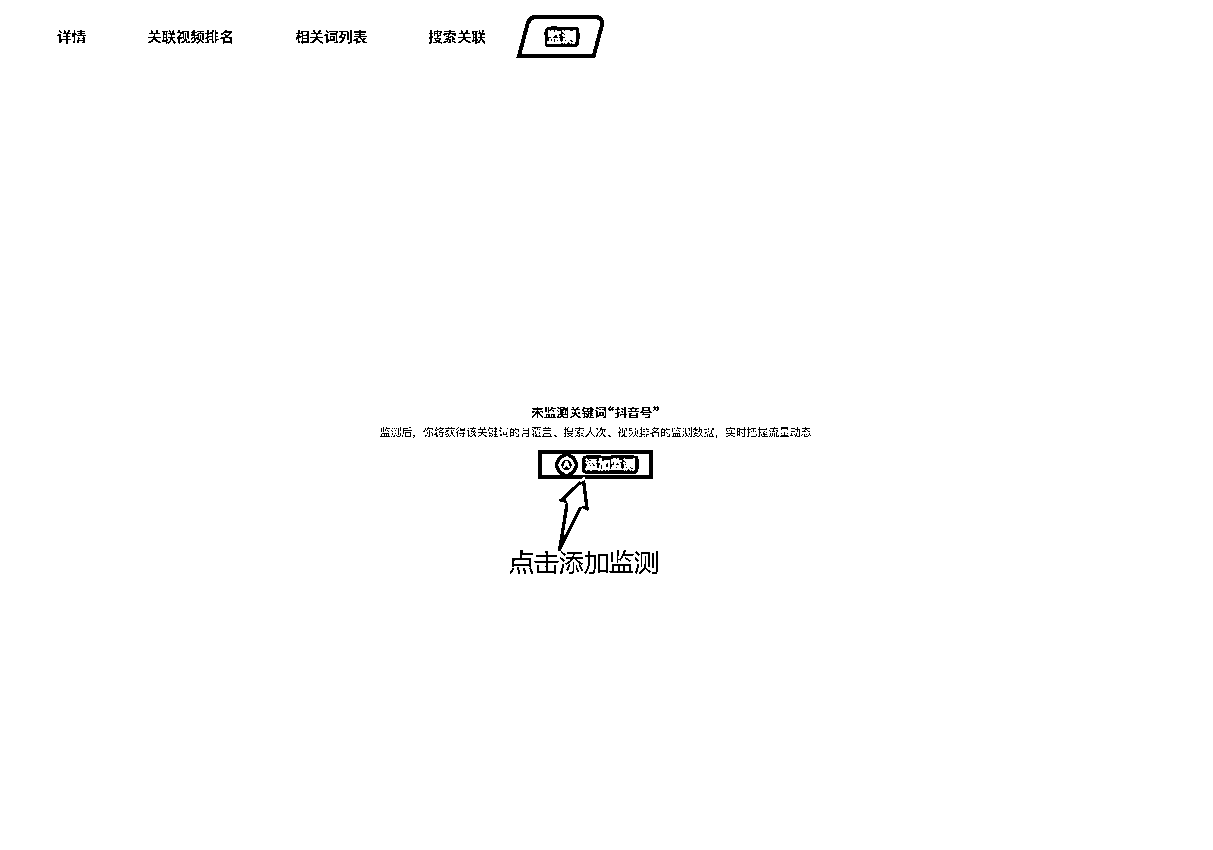 详情 关联视频排名 相关词列表 搜索关联 监测
未监测关键词“抖音号”
监测后，你将获得该关键词的月覆盖、搜索人次、视频排名的监测数据，实时把握流量动态
添加监测
点击添加监测